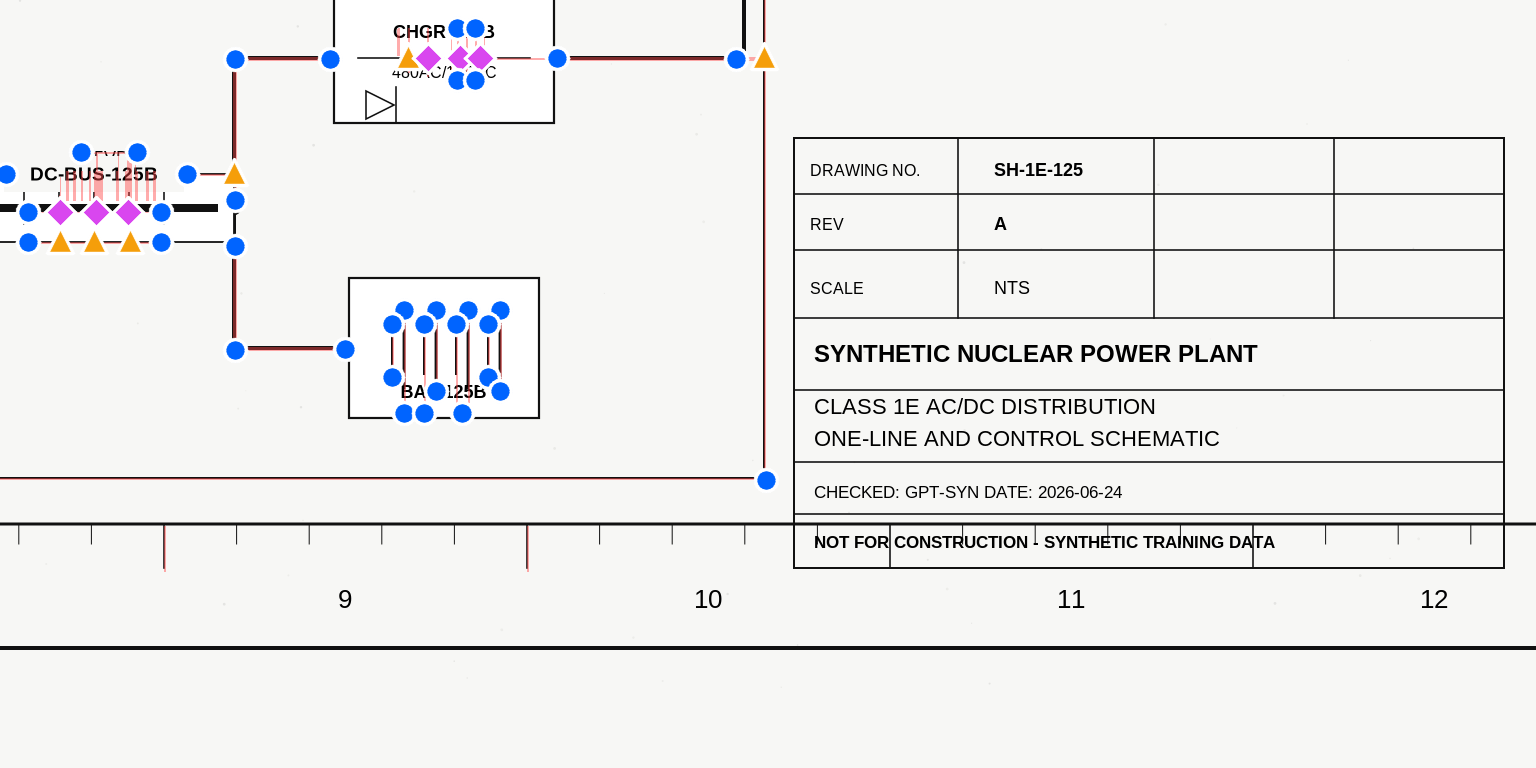 DC-BUS-125B
DRAWING NO. SH-1E-125
REV A
SCALE NTS
SYNTHETIC NUCLEAR POWER PLANT
CLASS 1E AC/DC DISTRIBUTION
ONE-LINE AND CONTROL SCHEMATIC
CHECKED: GPT-SYN DATE: 2026-06-24
NOT FOR CONSTRUCTION - SYNTHETIC TRAINING DATA
9 10 11 12